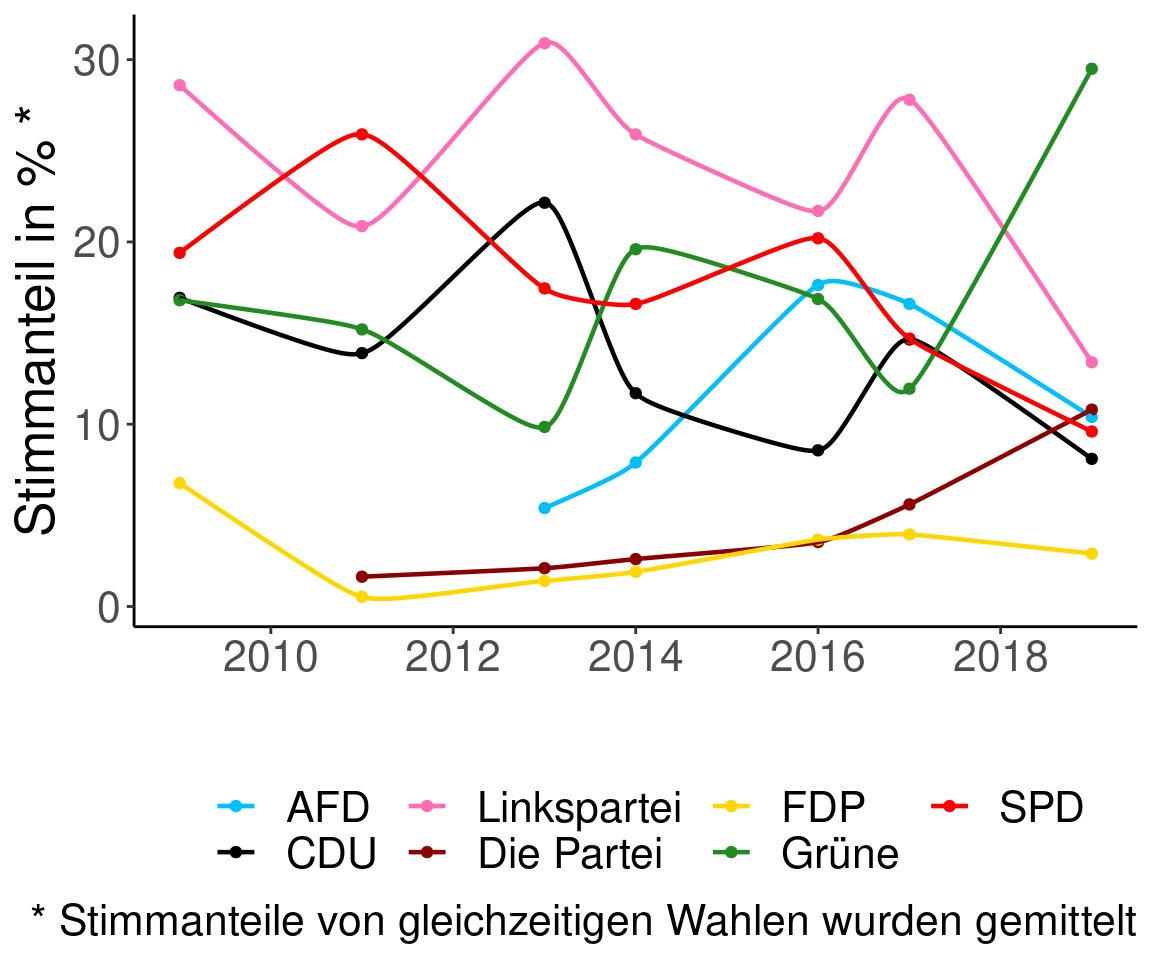 Stimmanteil in % *
30
20
10
0
2010 2012 2014 2016 2018
AFD Linkspartei FDP SPD
CDU Die Partei Grüne
* Stimmanteile von gleichzeitigen Wahlen wurden gemittelt